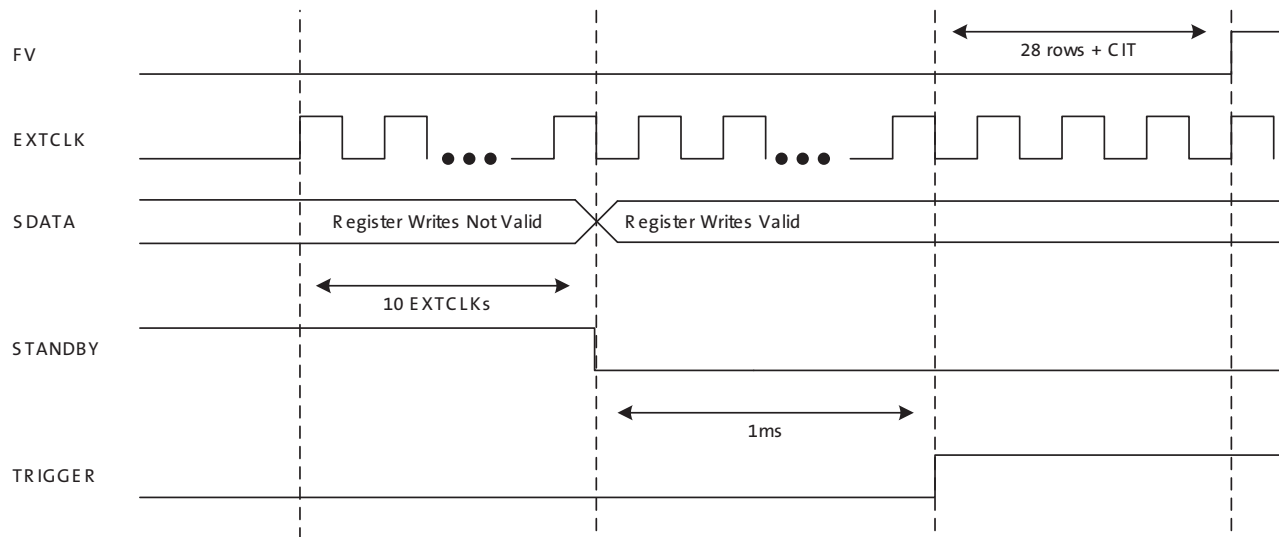 FV
28 rows + CIT
EXTCLK
SDATA
Register Writes Not Valid
Register Writes Valid
10 EXTCLKs
STANDBY
1ms
TRIGGER